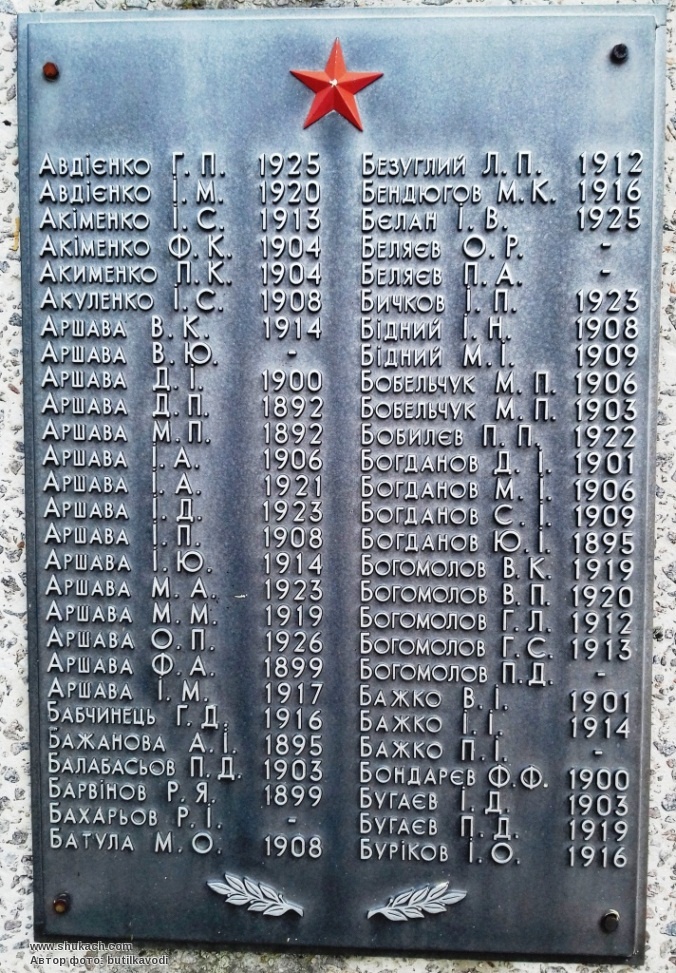 Авдієнко Г. П. 1925
Авдієнко І. М. 1920
Акіменко І. С. 1913
Акіменко Ф. К. 1904
Акименко П. К. 1904
Акуленко І. С. 1908
Аршава В. К. 1914
Аршава В. Ю. -
Аршава Д. І. 1900
Аршава Д. П. 1892
Аршава М. П. 1892
Аршава І. А. 1906
Аршава І. А. 1921
Аршава І. Д. 1923
Аршава І. П. 1908
Аршава І. Ю. 1914
Аршава М. А. 1923
Аршава М. М. 1919
Аршава О. П. 1926
Аршава Ф. А. 1899
Аршава І. М. 1917
Бабчинець Г. Д. 1916
Бажанова А. І. 1895
Балабасьов П. Д. 1903
Барвінов Р. Я. 1899
Бахарьов Р. І. -
Батула М. О. 1908
Безуглий Л. П. 1912
Бендюгов М. К. 1916
Бєлан І. В. 1925
Беляєв О. Р. -
Беляєв П. А. -
Бичков І. П. 1923
Бідний І. Н. 1908
Бідний М. І. 1909
Бобельчук М. П. 1906
Бобельчук М. П. 1903
Бобилєв П. П. 1922
Богданов Д. І. 1901
Богданов М. І. 1906
Богданов С. І. 1909
Богданов Ю. І. 1895
Богомолов В. К. 1919
Богомолов В. П. 1920
Богомолов Г. Л. 1912
Богомолов Г. С. 1913
Богомолов П. Д. -
Бажко В. І. 1901
Бажко І. І. 1914
Бажко П. І. -
Бондарєв Ф. Ф. 1900
Бугаєв І. Д. 1903
Бугаєв П. Д. 1919
Буріков І. О. 1916
www.shukach.com
Автор фото: butilkavodi